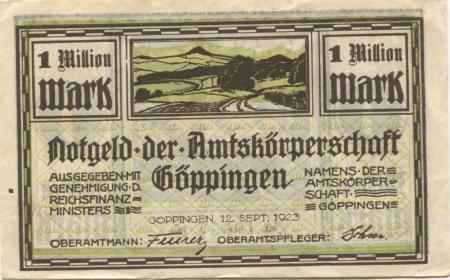 1 Million
Mark
1 Million
Mark
Notgeld · der · Amtskörperschaft
Göppingen
AUSGEGEBEN MIT
GENEHMIGUNG D.
REICHSFINANZ-
MINISTERS
NAMENS · DER
AMTSKÖRPER-
SCHAFT:
GÖPPINGEN
GÖPPINGEN, 12. SEPT. 1923
OBERAMTMANN:
OBERAMTSPFLEGER: